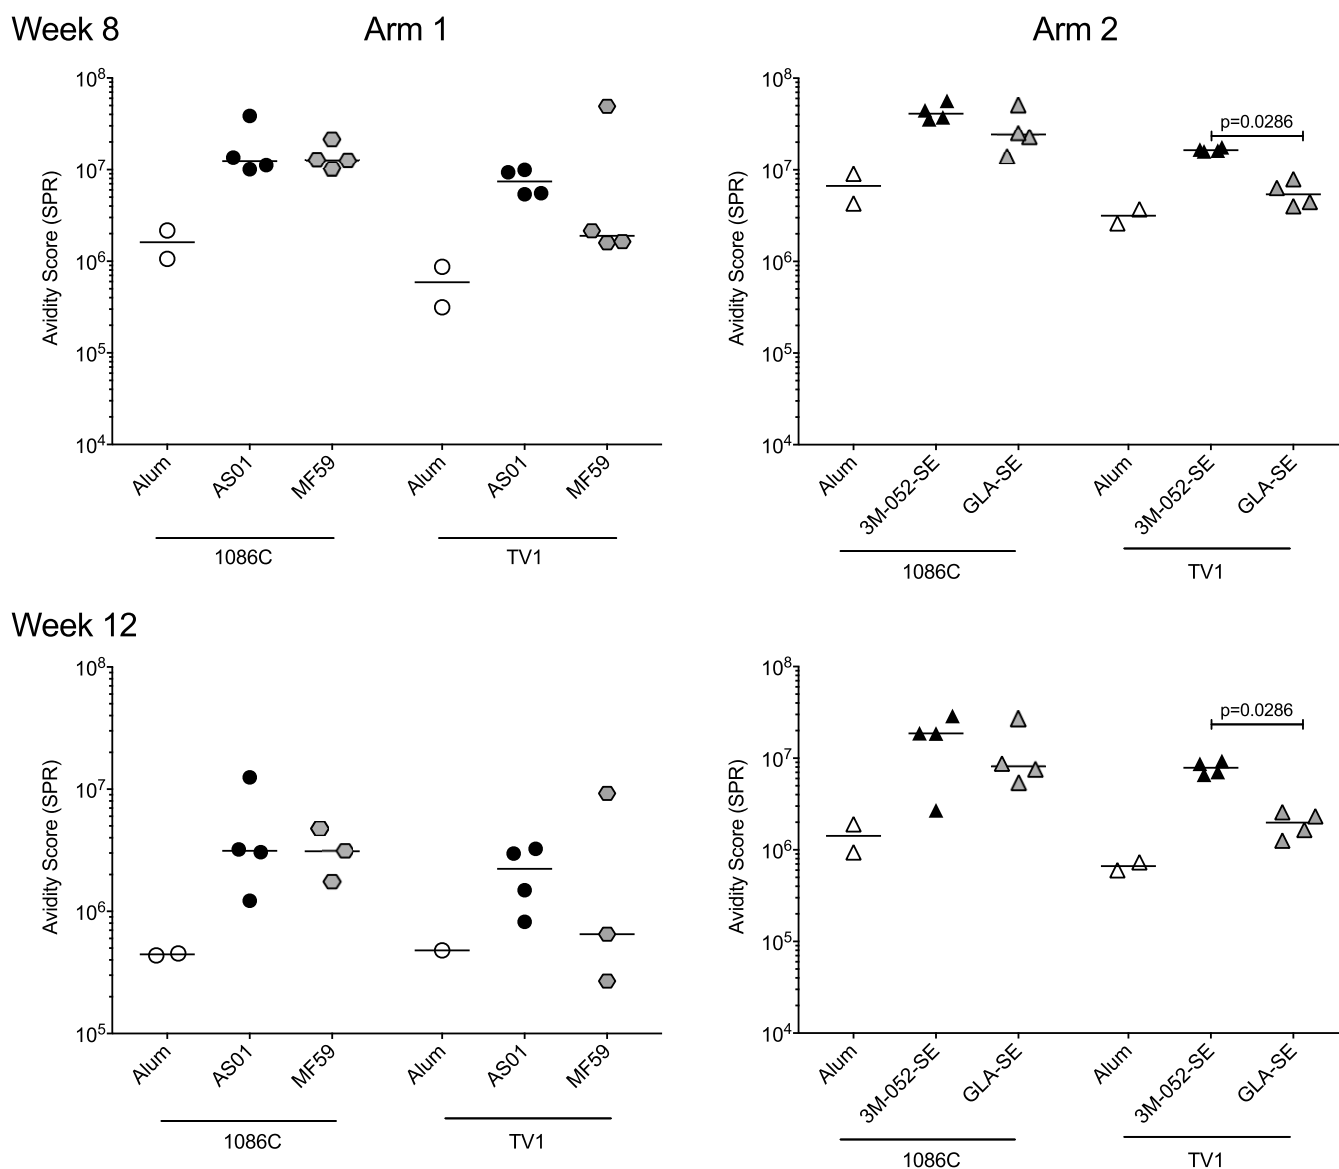 Week 8
Arm 1
Arm 2
Avidity Score (SPR)
10^8
10^7
10^6
10^5
10^4
Alum
AS01
MF59
Alum
AS01
MF59
1086C
TV1
Avidity Score (SPR)
10^8
10^7
10^6
10^5
10^4
p=0.0286
Alum
3M-052-SE
GLA-SE
Alum
3M-052-SE
GLA-SE
1086C
TV1
Week 12
Avidity Score (SPR)
10^8
10^7
10^6
10^5
Alum
AS01
MF59
Alum
AS01
MF59
1086C
TV1
Avidity Score (SPR)
10^8
10^7
10^6
10^5
10^4
p=0.0286
Alum
3M-052-SE
GLA-SE
Alum
3M-052-SE
GLA-SE
1086C
TV1